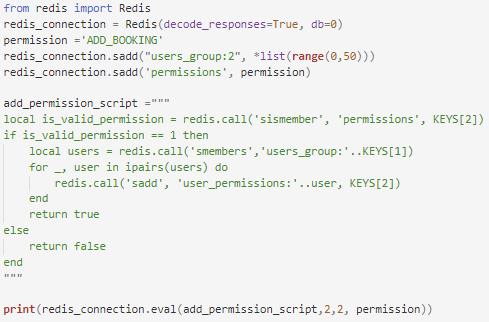 from redis import Redis
redis_connection = Redis(decode_responses=True, db=0)
permission ='ADD_BOOKING'
redis_connection.sadd("users_group:2", *list(range(0,50)))
redis_connection.sadd('permissions', permission)

add_permission_script ="""
local is_valid_permission = redis.call('sismember', 'permissions', KEYS[2])
if is_valid_permission == 1 then
    local users = redis.call('smembers','users_group:'..KEYS[1])
    for _, user in ipairs(users) do
        redis.call('sadd', 'user_permissions:'..user, KEYS[2])
    end
    return true
else
    return false
end
"""

print(redis_connection.eval(add_permission_script,2,2, permission))